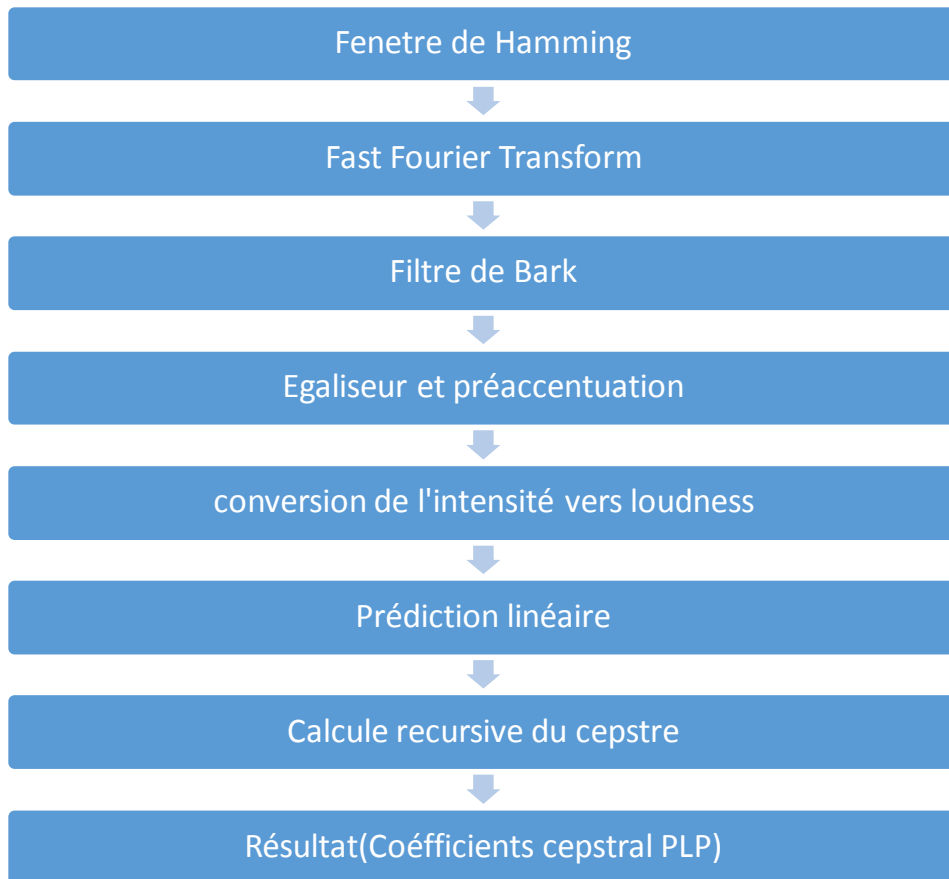 Fenetre de Hamming
Fast Fourier Transform
Filtre de Bark
Egaliseur et préaccentuation
conversion de l'intensité vers loudness
Prédiction linéaire
Calcule recursive du cepstre
Résultat(Coéfficients cepstral PLP)